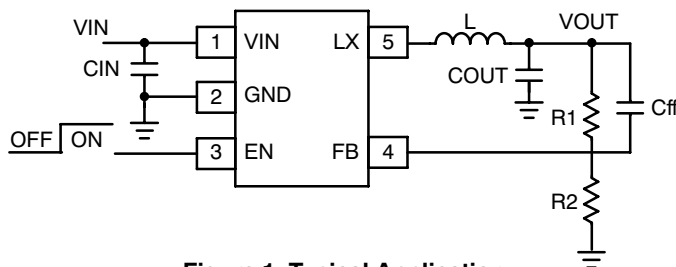 VIN
CIN
1 VIN
2 GND
3 EN
OFF ON
LX 5
FB 4
L
VOUT
COUT
R1
Cff
R2